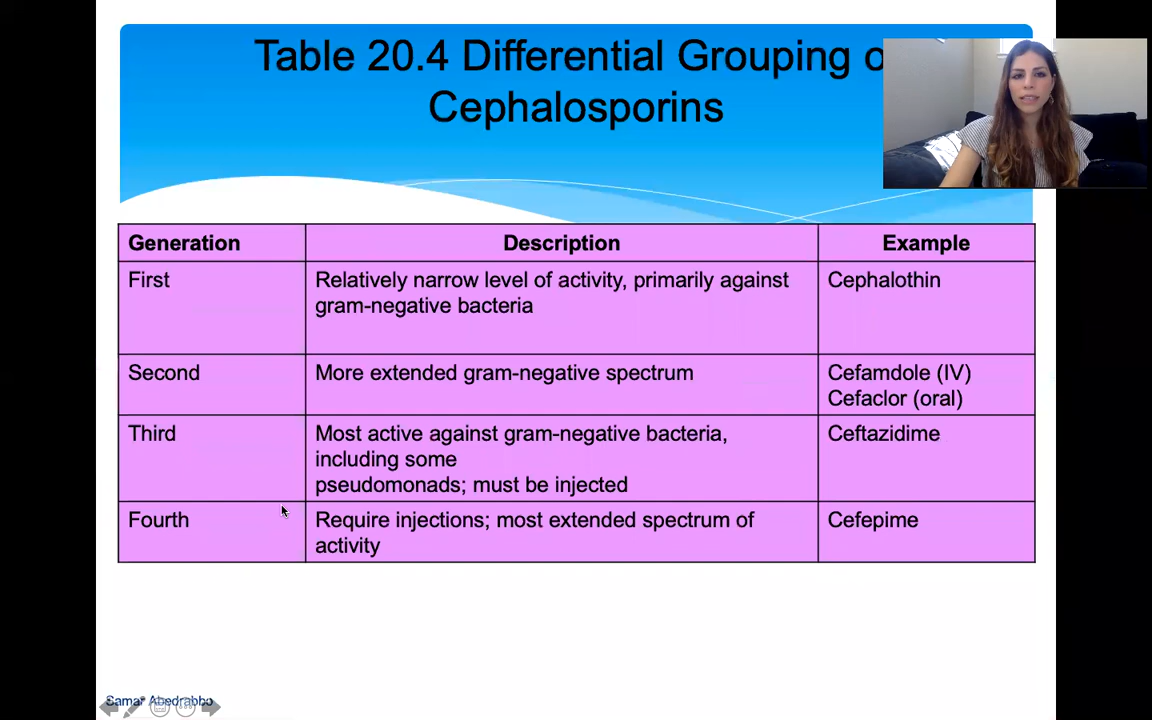 Table 20.4 Differential Grouping o
Cephalosporins
Generation
Description
Example
First
Relatively narrow level of activity, primarily against
gram-negative bacteria
Cephalothin
Second
More extended gram-negative spectrum
Cefamdole (IV)
Cefaclor (oral)
Third
Most active against gram-negative bacteria,
including some
pseudomonads; must be injected
Ceftazidime
Fourth
Require injections; most extended spectrum of
activity
Cefepime
Samar Abedrabbo